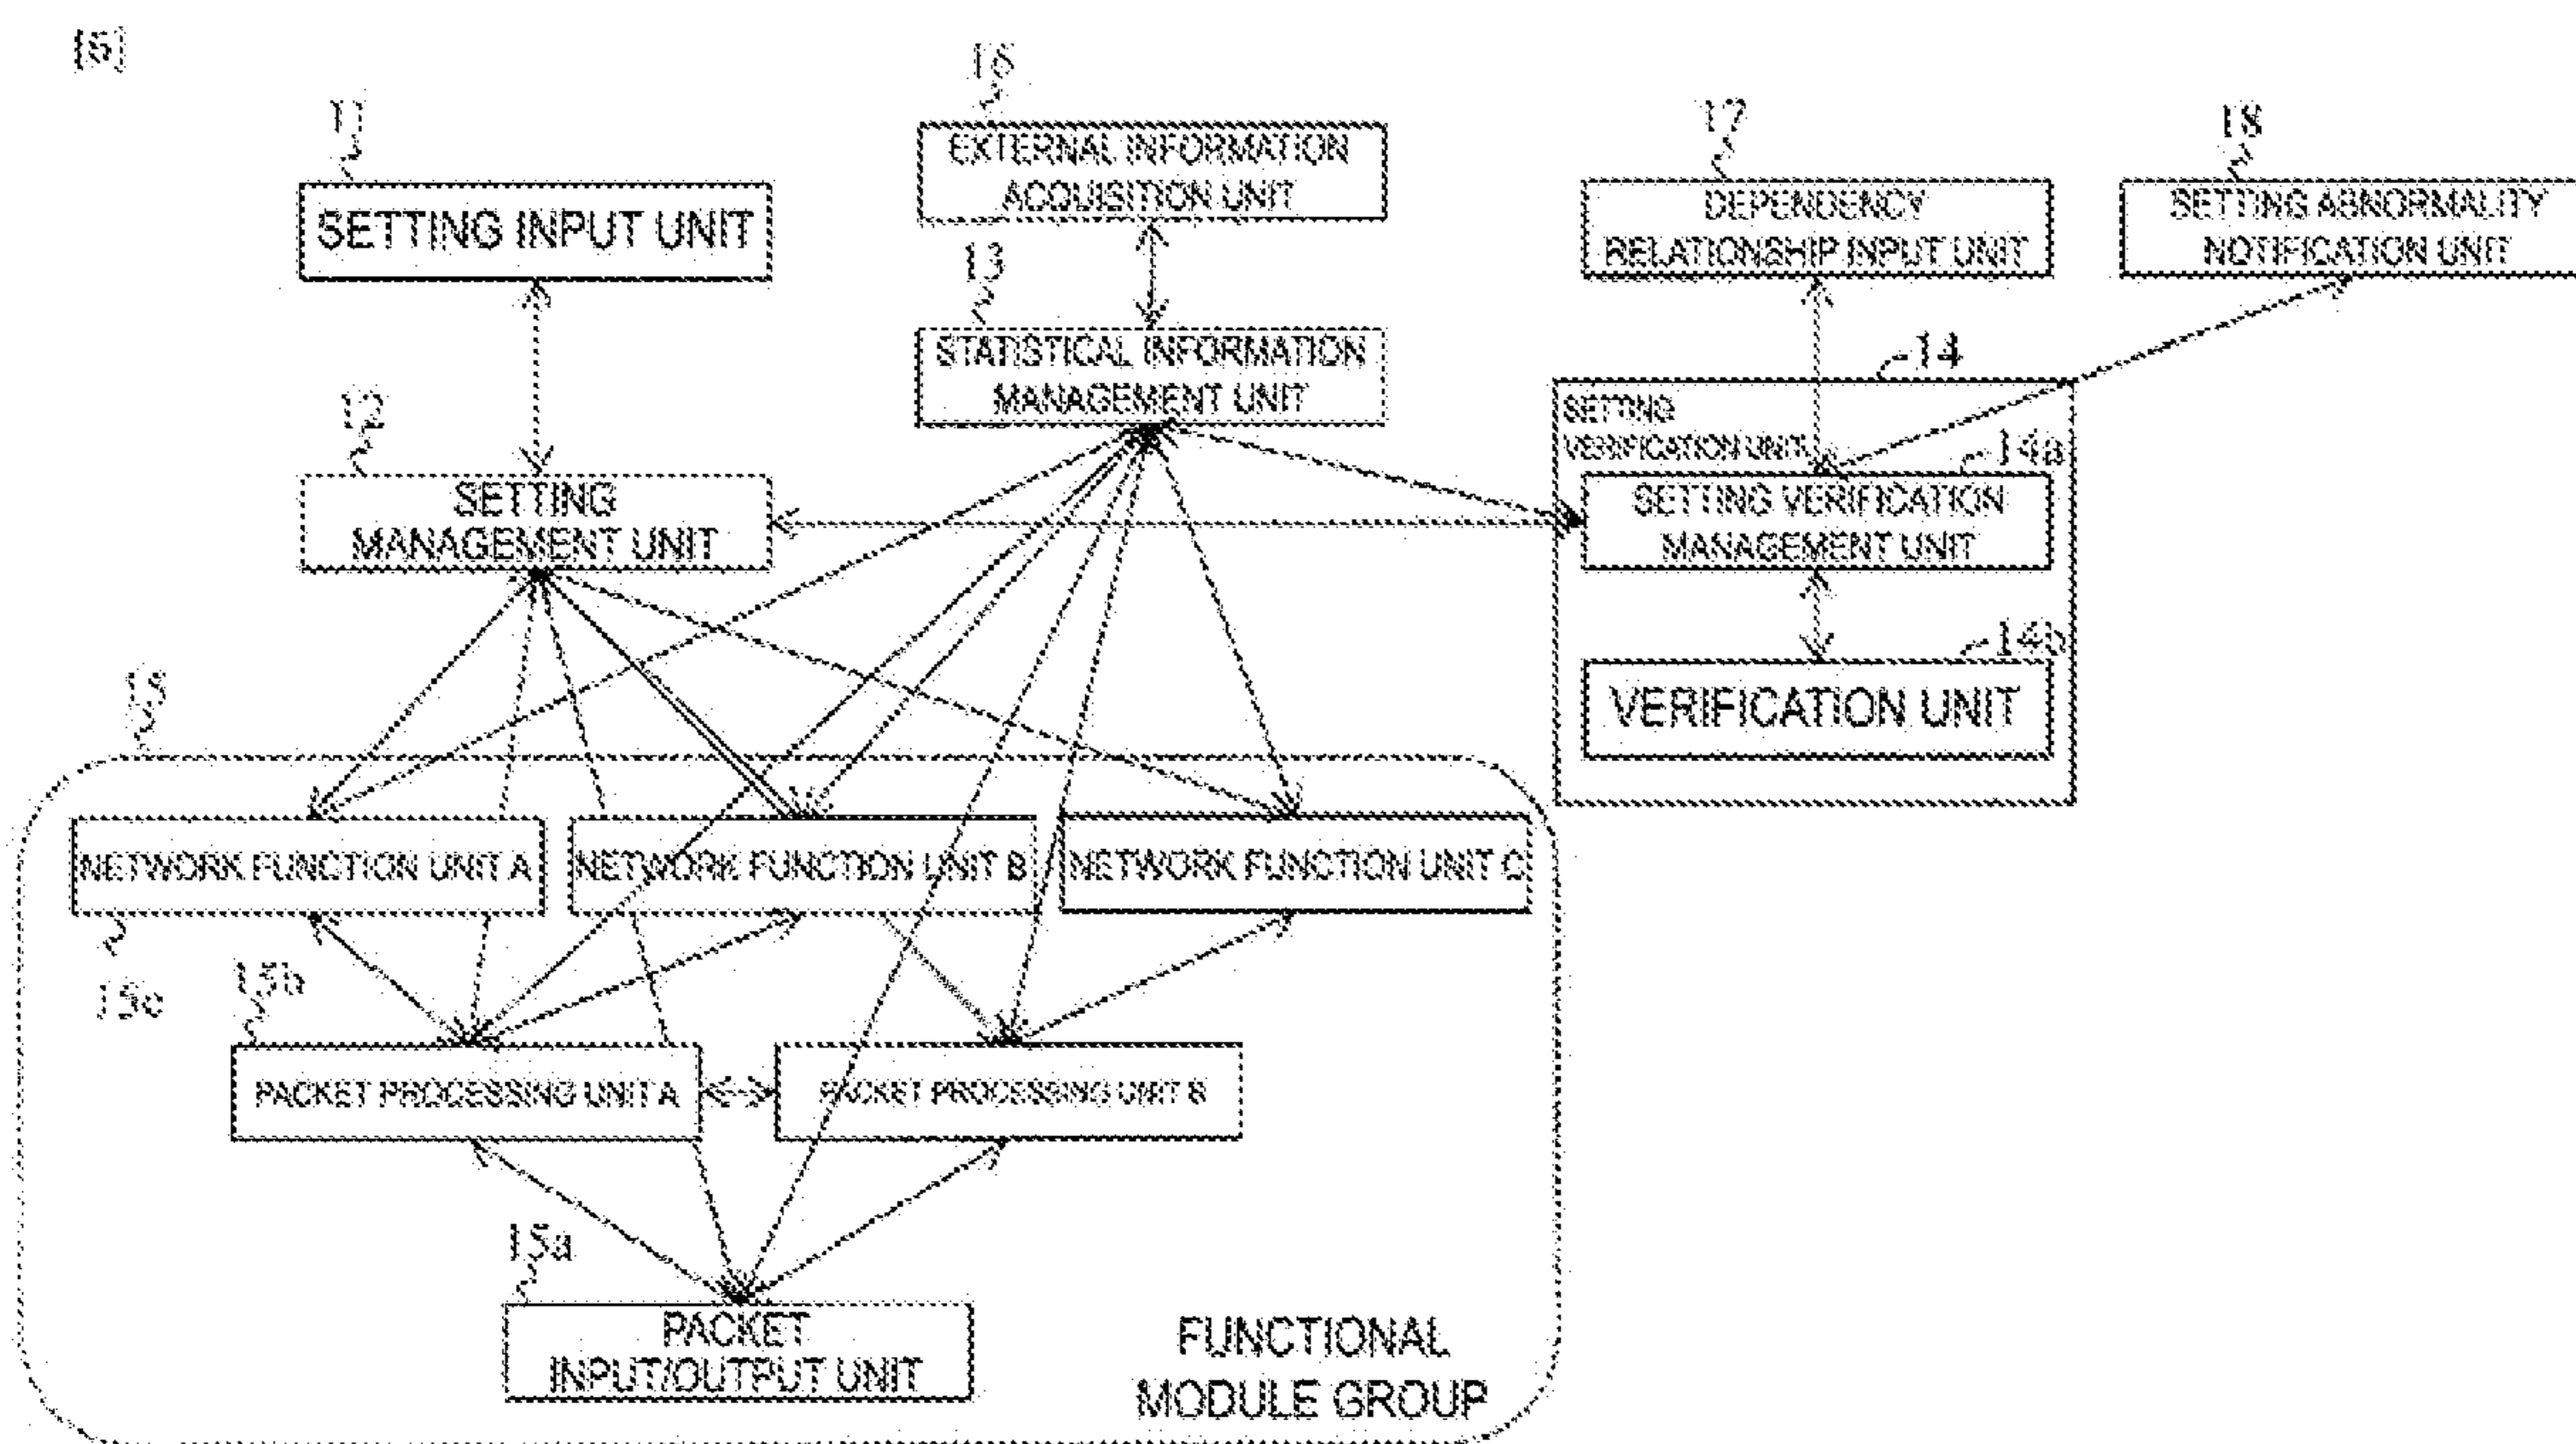 [5]
11
SETTING INPUT UNIT
16
EXTERNAL INFORMATION
ACQUISITION UNIT
17
DEPENDENCY
RELATIONSHIP INPUT UNIT
18
SETTING ABNORMALITY
NOTIFICATION UNIT
13
STATISTICAL INFORMATION
MANAGEMENT UNIT
12
SETTING
MANAGEMENT UNIT
14
SETTING
VERIFICATION UNIT
14a
SETTING VERIFICATION
MANAGEMENT UNIT
14b
VERIFICATION UNIT
15
NETWORK FUNCTION UNIT A
NETWORK FUNCTION UNIT B
NETWORK FUNCTION UNIT C
15c
15b
PACKET PROCESSING UNIT A
PACKET PROCESSING UNIT B
15a
PACKET
INPUT/OUTPUT UNIT
FUNCTIONAL
MODULE GROUP